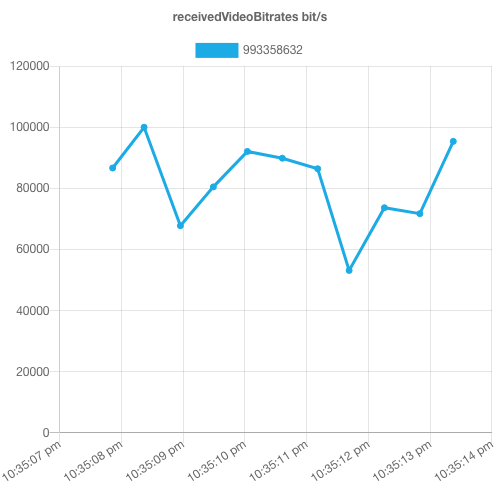 receivedVideoBitrates bit/s
993358632
120000
100000
80000
60000
40000
20000
0
10:35:07 pm
10:35:08 pm
10:35:09 pm
10:35:10 pm
10:35:11 pm
10:35:12 pm
10:35:13 pm
10:35:14 pm